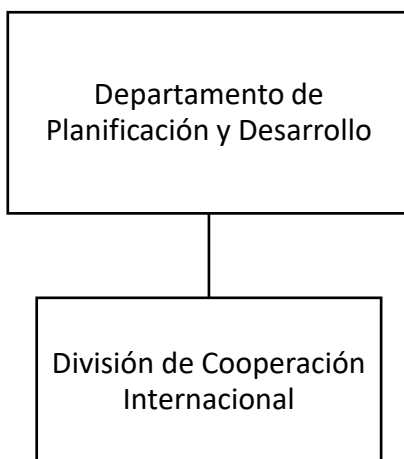 Departamento de
Planificación y Desarrollo
División de Cooperación
Internacional